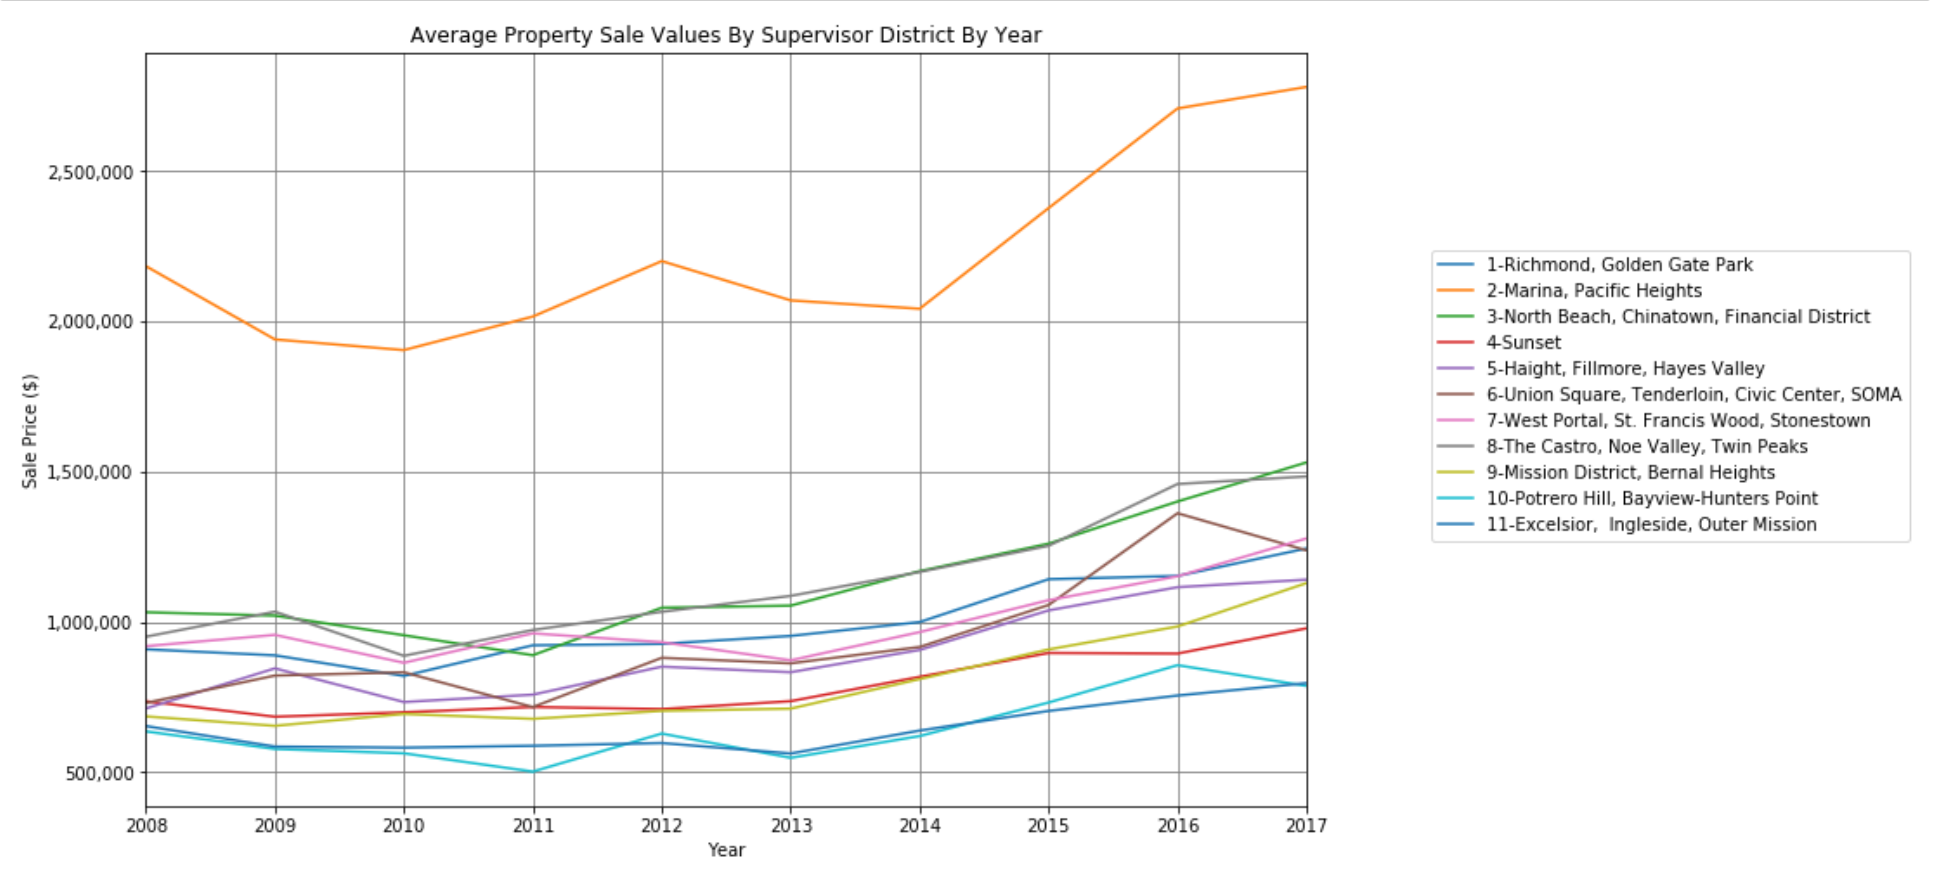 Average Property Sale Values By Supervisor District By Year
2,500,000
2,000,000
1,500,000
1,000,000
500,000
Sale Price ($)
2008 2009 2010 2011 2012 2013 2014 2015 2016 2017
Year
1-Richmond, Golden Gate Park
2-Marina, Pacific Heights
3-North Beach, Chinatown, Financial District
4-Sunset
5-Haight, Fillmore, Hayes Valley
6-Union Square, Tenderloin, Civic Center, SOMA
7-West Portal, St. Francis Wood, Stonestown
8-The Castro, Noe Valley, Twin Peaks
9-Mission District, Bernal Heights
10-Potrero Hill, Bayview-Hunters Point
11-Excelsior,  Ingleside, Outer Mission